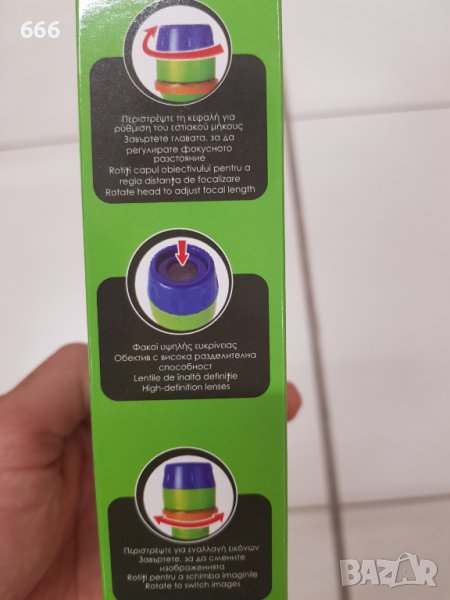 666
Περιστρέψτε τη κεφαλή για
ρύθμιση του εστιακού μήκους
Завъртете главата, за да
регулирате фокусното
разстояние
Rotiți capul obiectivului pentru a
regla distanța de focalizare
Rotate head to adjust focal length
Φακοί υψηλής ευκρίνειας
Обектив с висока разделителна
способност
Lentile de înaltă definiție
High-definition lenses
Περιστρέψτε για εναλλαγή εικόνων
Завъртете, за да смените
изображенията
Rotiți pentru a schimba imaginile
Rotate to switch images
BAZAR